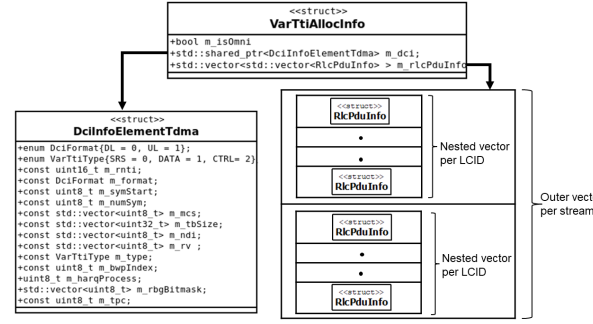 <<struct>>
VarTtiAllocInfo
+bool m_isOmni
+std::shared_ptr<DciInfoElementTdma> m_dci;
+std::vector<std::vector<RlcPduInfo> > m_rlcPduInfo
<<struct>>
DciInfoElementTdma
+enum DciFormat{DL = 0, UL = 1};
+enum VarTtiType{SRS = 0, DATA = 1, CTRL= 2}
+const uint16_t m_rnti
+const DciFormat m_format;
+const uint8_t m_symStart;
+const uint8_t m_numSym;
+const std::vector<uint8_t> m_mcs;
+const std::vector<uint32_t> m_tbSize;
+const std::vector<uint8_t> m_ndi;
+const std::vector<uint8_t> m_rv ;
+const VarTtiType m_type;
+const uint8_t m_bwpIndex;
+uint8_t m_harqProcess;
+std::vector<uint8_t> m_rbgBitmask;
+const uint8_t m_tpc;
<<struct>>
RlcPduInfo
<<struct>>
RlcPduInfo
Nested vector
per LCID
<<struct>>
RlcPduInfo
<<struct>>
RlcPduInfo
Nested vector
per LCID
Outer vect
per stream